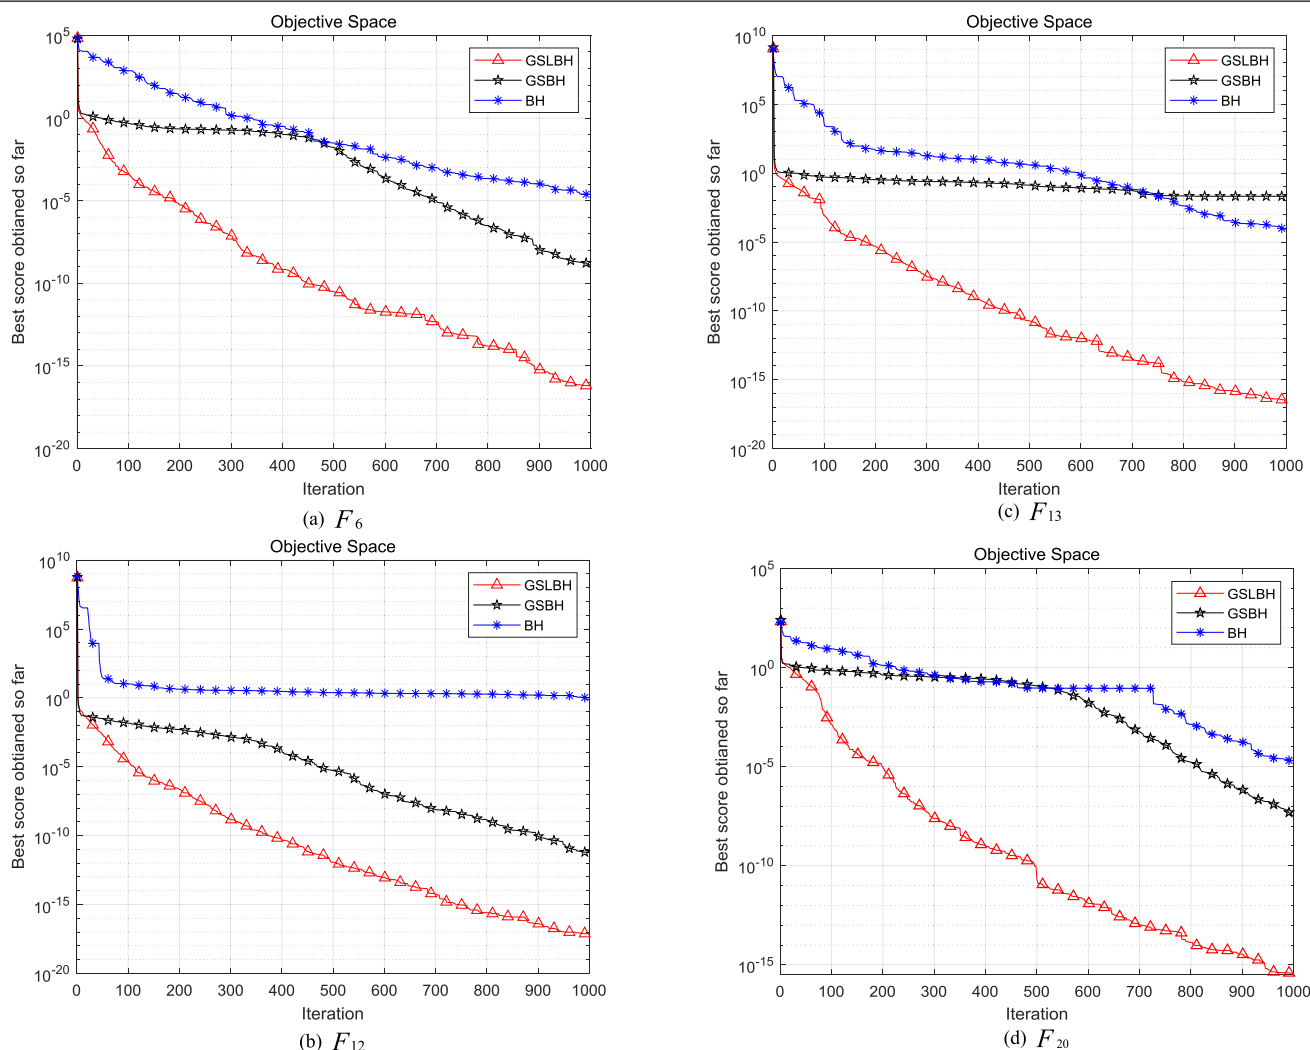 Objective Space
10^5
10^0
10^-5
10^-10
10^-15
10^-20
Best score obtianed so far
GSLBH
GSBH
BH
0 100 200 300 400 500 600 700 800 900 1000
Iteration
(a) F_6
Objective Space
10^10
10^5
10^0
10^-5
10^-10
10^-15
10^-20
Best score obtianed so far
GSLBH
GSBH
BH
0 100 200 300 400 500 600 700 800 900 1000
Iteration
(b) F_12
Objective Space
10^10
10^5
10^0
10^-5
10^-10
10^-15
10^-20
Best score obtianed so far
GSLBH
GSBH
BH
0 100 200 300 400 500 600 700 800 900 1000
Iteration
(c) F_13
Objective Space
10^5
10^0
10^-5
10^-10
10^-15
Best score obtianed so far
GSLBH
GSBH
BH
0 100 200 300 400 500 600 700 800 900 1000
Iteration
(d) F_20